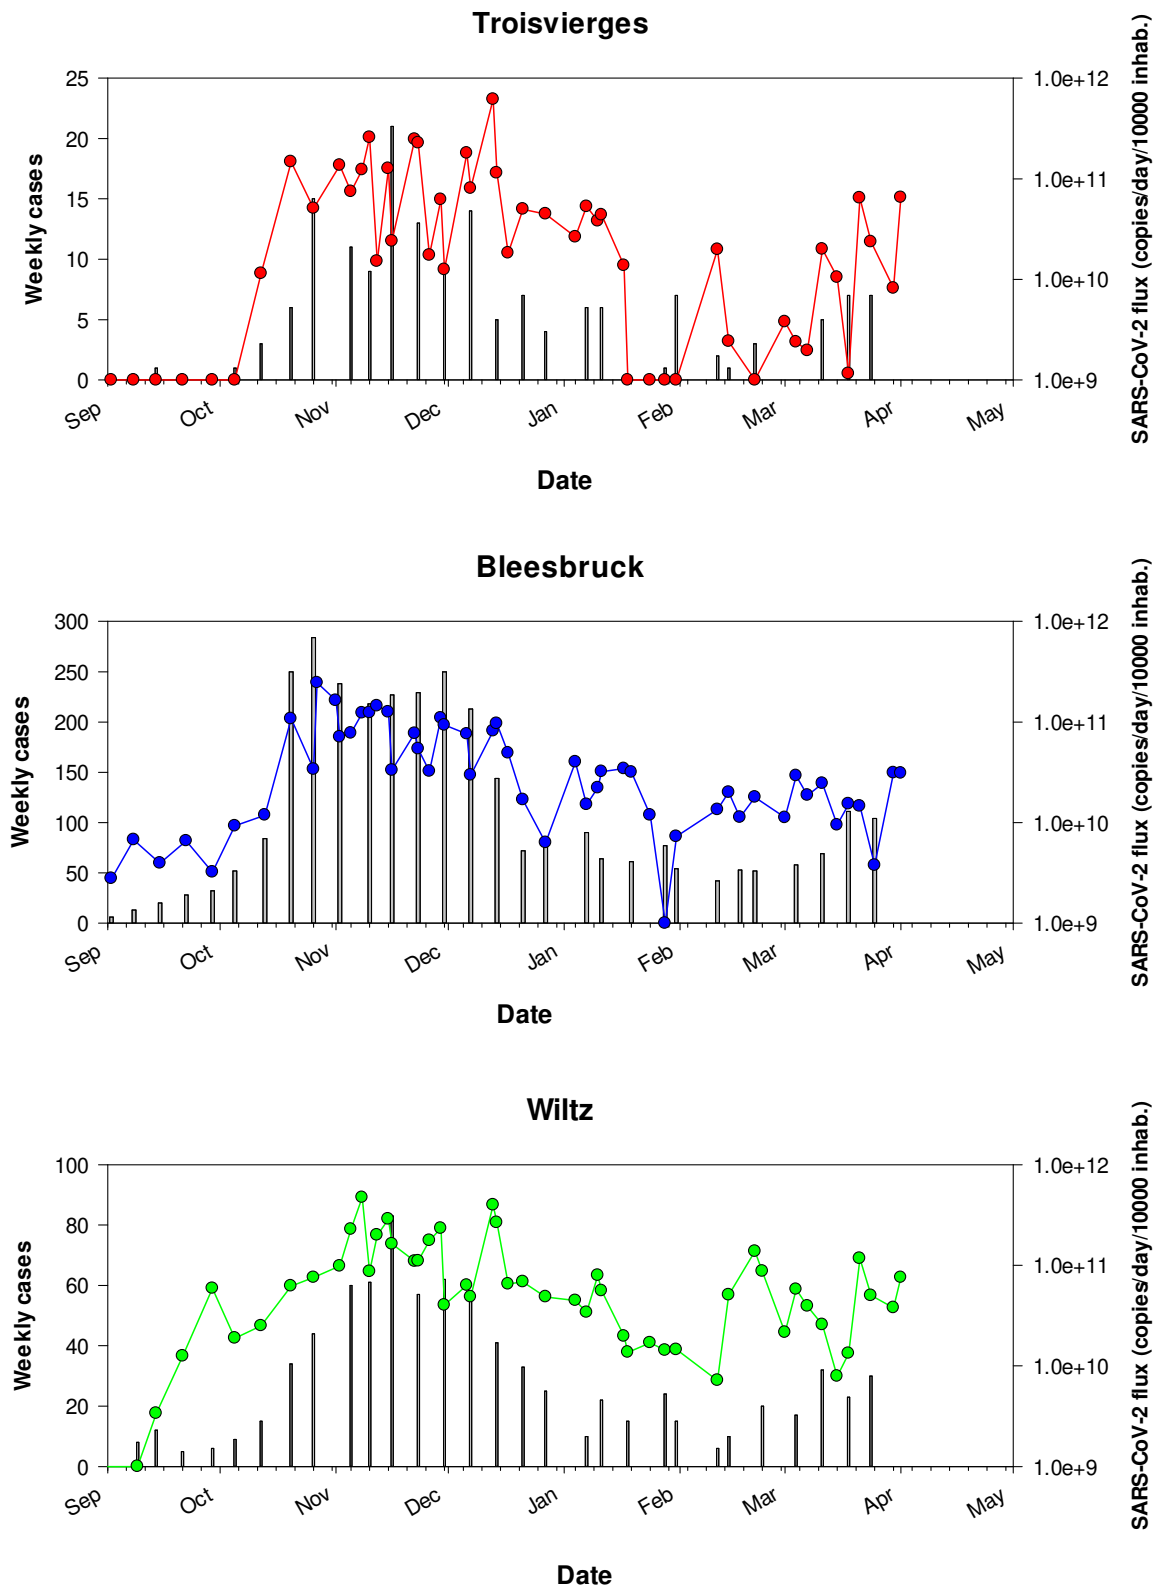 Troisvierges
25
20
15
10
5
0
Weekly cases
1.0e+12
1.0e+11
1.0e+10
1.0e+9
SARS-CoV-2 flux (copies/day/10000 inhab.)
Sep Oct Nov Dec Jan Feb Mar Apr May
Date
Bleesbruck
300
250
200
150
100
50
0
Weekly cases
1.0e+12
1.0e+11
1.0e+10
1.0e+9
SARS-CoV-2 flux (copies/day/10000 inhab.)
Sep Oct Nov Dec Jan Feb Mar Apr May
Date
Wiltz
100
80
60
40
20
0
Weekly cases
1.0e+12
1.0e+11
1.0e+10
1.0e+9
SARS-CoV-2 flux (copies/day/10000 inhab.)
Sep Oct Nov Dec Jan Feb Mar Apr May
Date